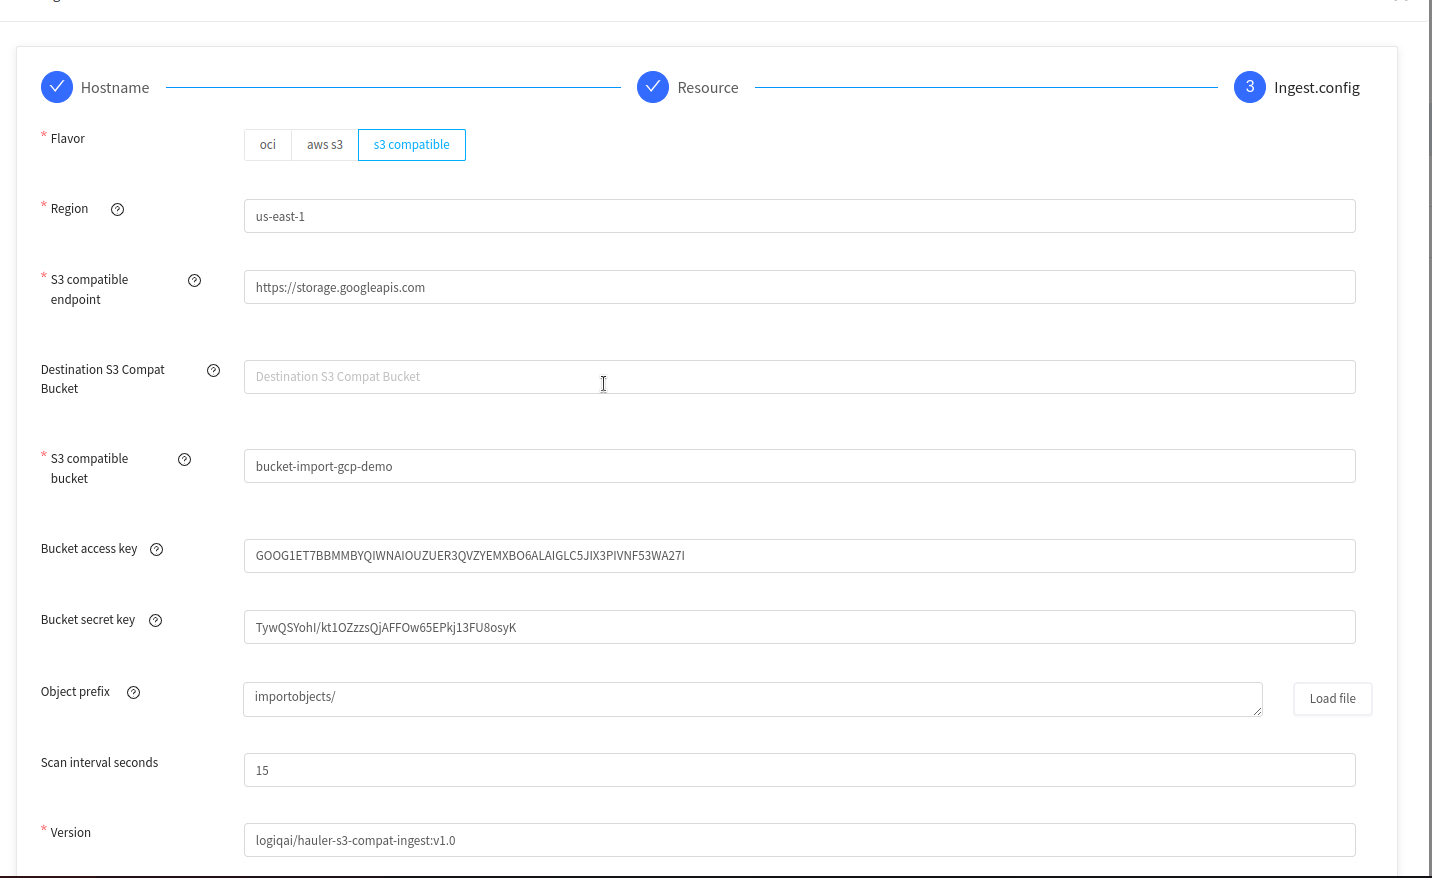 Hostname
Resource
3 Ingest.config
* Flavor
oci
aws s3
s3 compatible
* Region
us-east-1
* S3 compatible
endpoint
https://storage.googleapis.com
Destination S3 Compat
Bucket
Destination S3 Compat Bucket
* S3 compatible
bucket
bucket-import-gcp-demo
Bucket access key
GOOG1ET7BBMMBYQIWNAIOUZUER3QVZYEMXBO6ALAIGLC5JIX3PIVNF53WA27I
Bucket secret key
TywQSYohI/kt1OZzzsQjAFFOw65EPkj13FU8osyK
Object prefix
importobjects/
Load file
Scan interval seconds
15
* Version
logiqai/hauler-s3-compat-ingest:v1.0